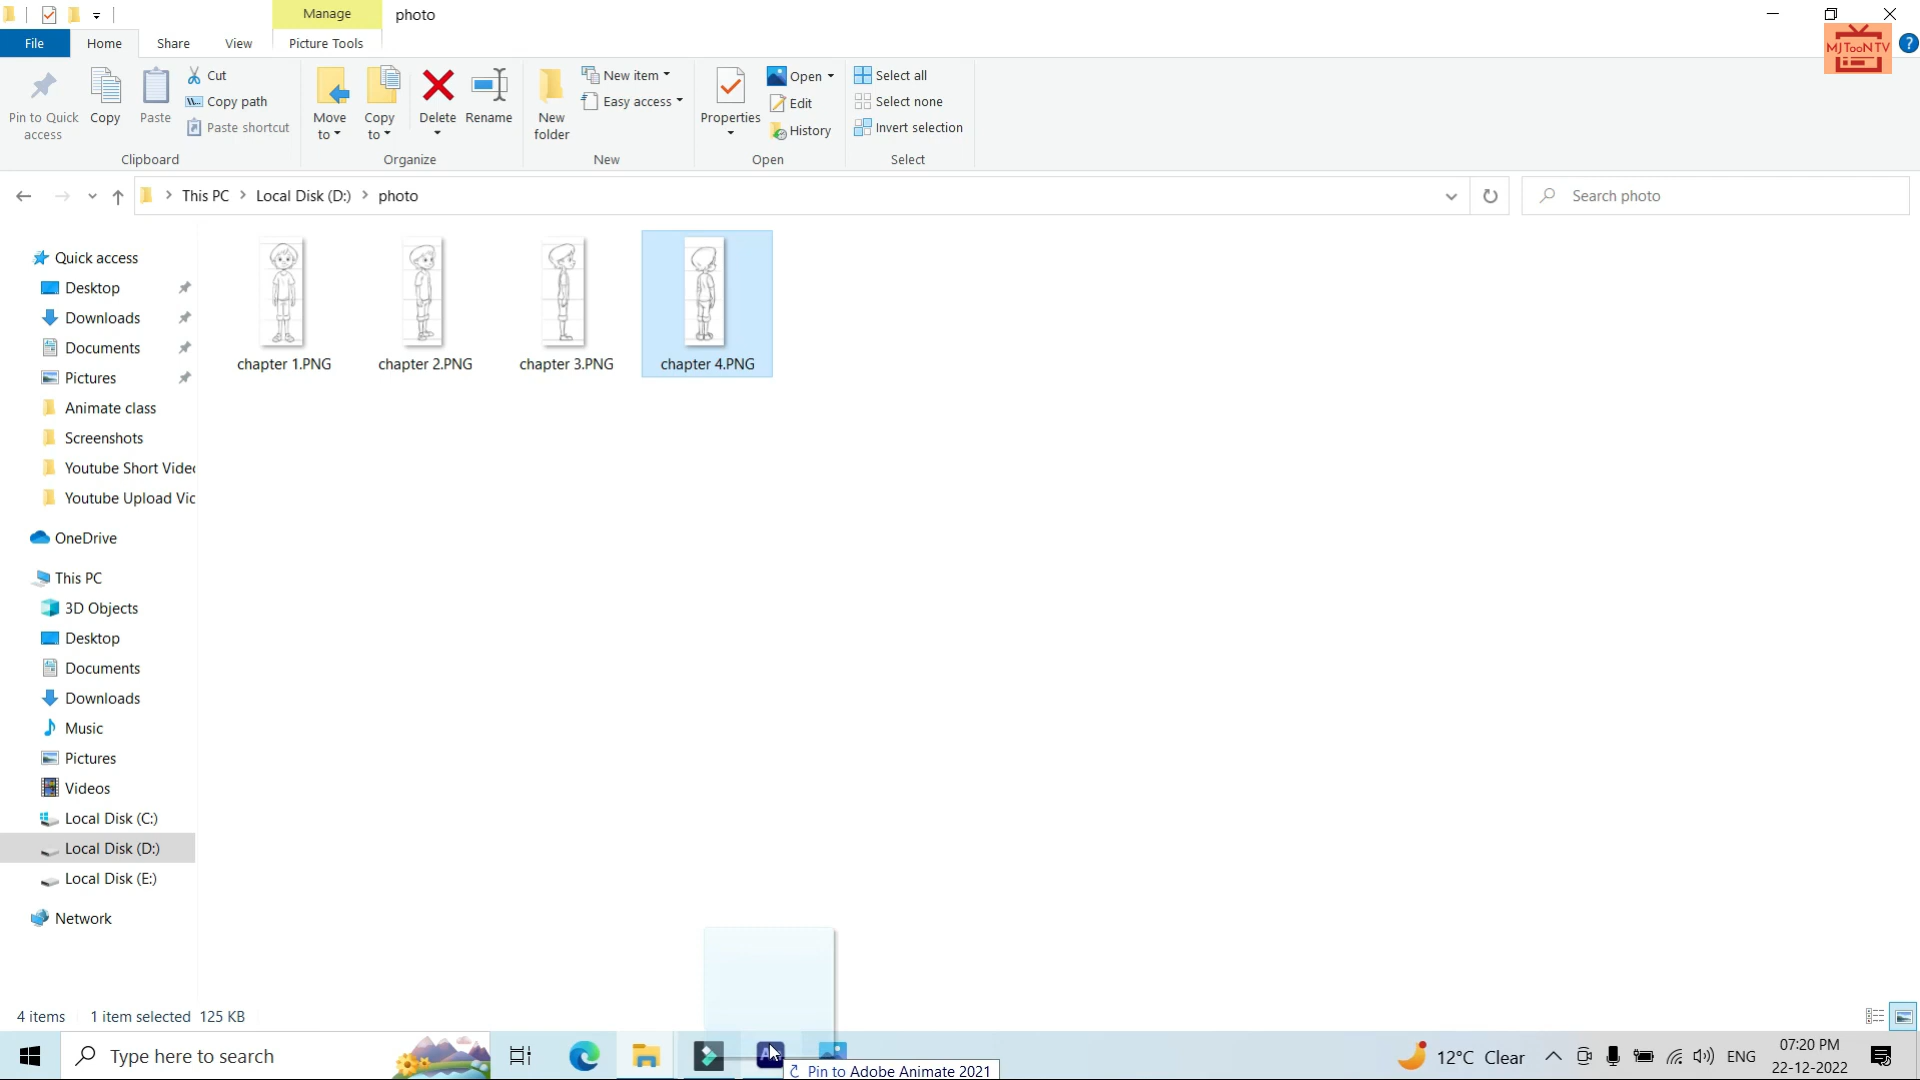 Manage
photo
File
Home
Share
View
Picture Tools
MJTooNTV
?
Pin to Quick
access
Copy
Paste
Cut
Copy path
Paste shortcut
Clipboard
Move
to
Copy
to
Delete
Rename
Organize
New
folder
New item
Easy access
New
Properties
Open
Edit
History
Open
Select all
Select none
Invert selection
Select
This PC
Local Disk (D:)
photo
Search photo
Quick access
Desktop
Downloads
Documents
Pictures
Animate class
Screenshots
Youtube Short Video
Youtube Upload Vic
OneDrive
This PC
3D Objects
Desktop
Documents
Downloads
Music
Pictures
Videos
Local Disk (C:)
Local Disk (D:)
Local Disk (E:)
Network
chapter 1.PNG
chapter 2.PNG
chapter 3.PNG
chapter 4.PNG
4 items
1 item selected 125 KB
Type here to search
Pin to Adobe Animate 2021
12°C Clear
ENG
07:20 PM
22-12-2022